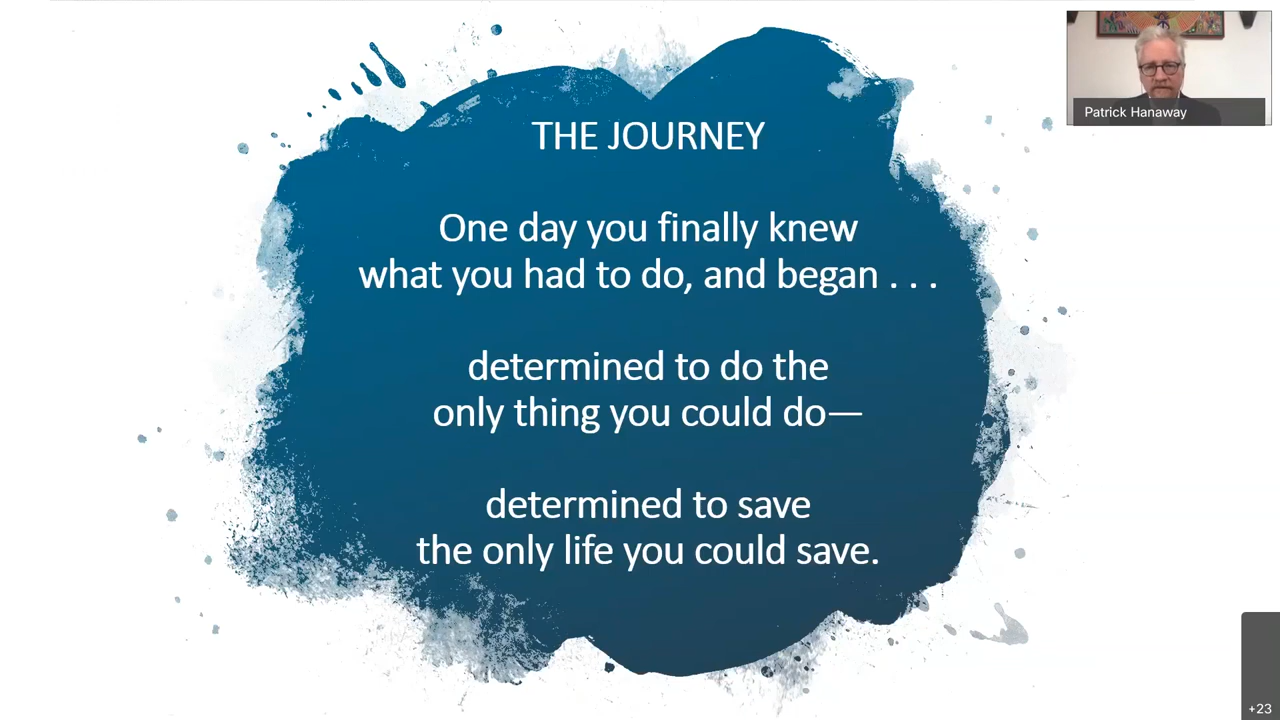 THE JOURNEY
One day you finally knew
what you had to do, and began . . .
determined to do the
only thing you could do—
determined to save
the only life you could save.
Patrick Hanaway
+23